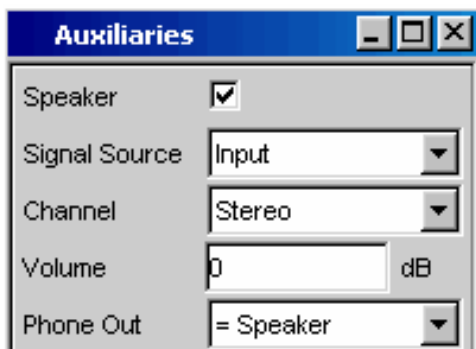 Auxiliaries
Speaker
Signal Source Input
Channel Stereo
Volume 0 dB
Phone Out = Speaker